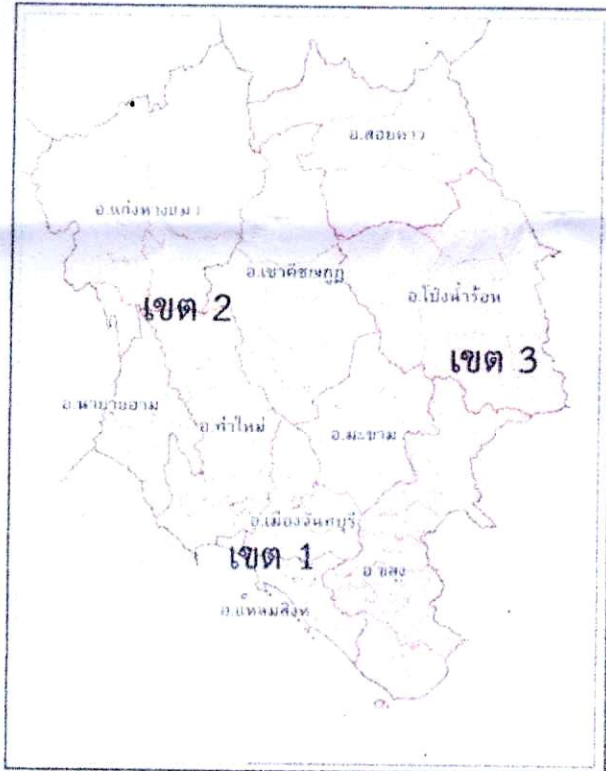 อ.สอยดาว
อ.แก่งหางแมว
อ.เขาคิชฌกูฏ
อ.โป่งน้ำร้อน
เขต 2
เขต 3
อ.นายายอาม
อ.ท่าใหม่
อ.มะขาม
อ.เมืองจันทบุรี
เขต 1
อ.ขลุง
อ.แหลมสิงห์